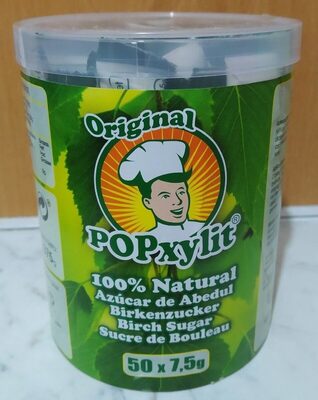 Original
POPxylit®
100% Natural
Azúcar de Abedul
Birkenzucker
Birch Sugar
Sucre de Bouleau
50 x 7,5g